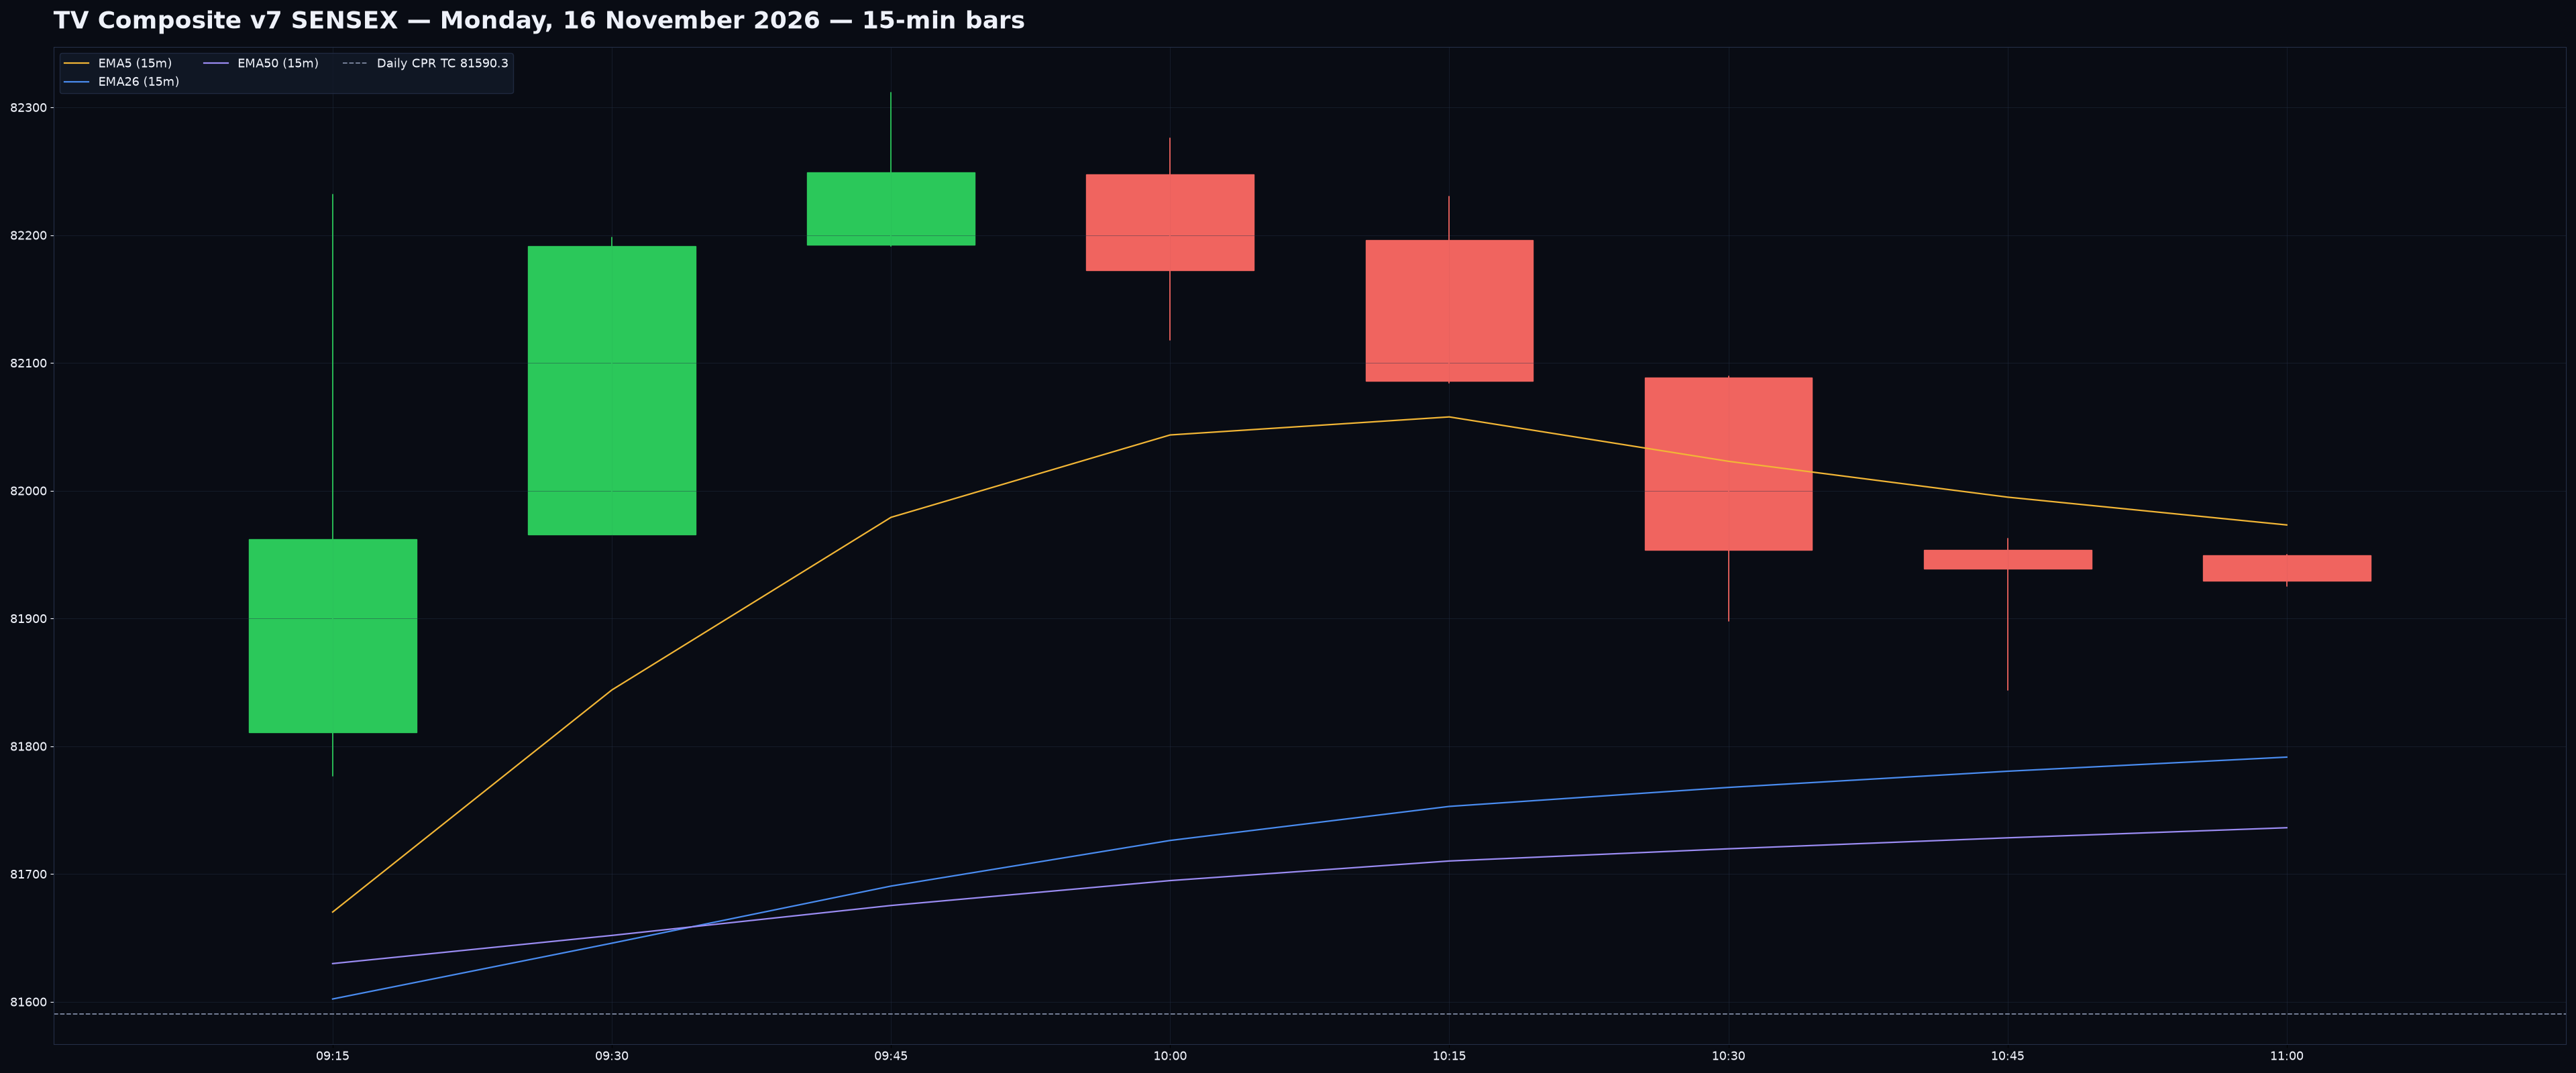 TV Composite v7 SENSEX — Monday, 16 November 2026 — 15-min bars
EMA5 (15m) EMA50 (15m) Daily CPR TC 81590.3
EMA26 (15m)
82300
82200
82100
82000
81900
81800
81700
81600
09:15 09:30 09:45 10:00 10:15 10:30 10:45 11:00